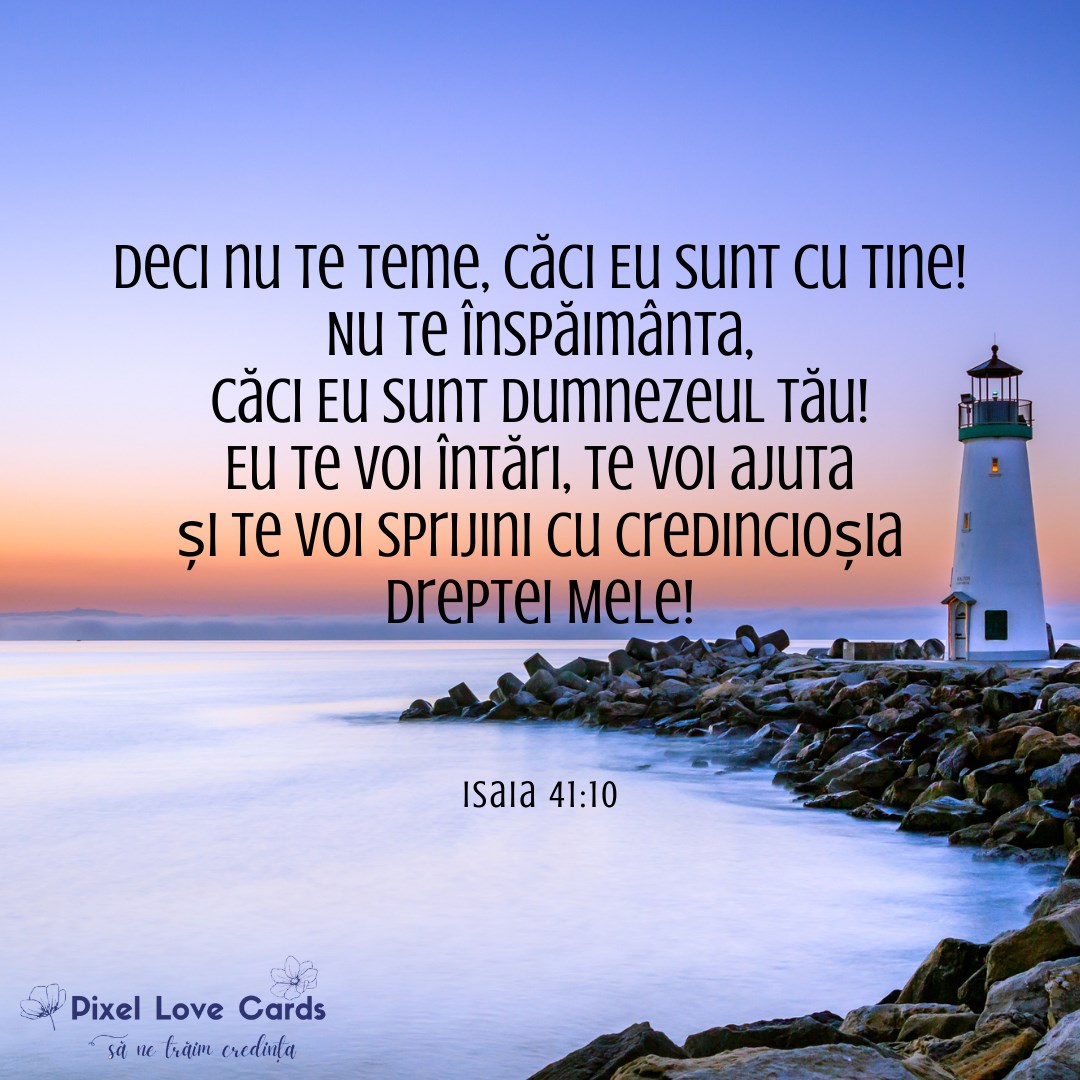 Deci nu te teme, căci Eu sunt cu tine!
Nu te înspăimânta,
căci Eu sunt Dumnezeul tău!
Eu te voi întări, te voi ajuta
și te voi sprijini cu credincioșia
dreptei Mele!
Isaia 41:10
Pixel Love Cards
să ne trăim credința